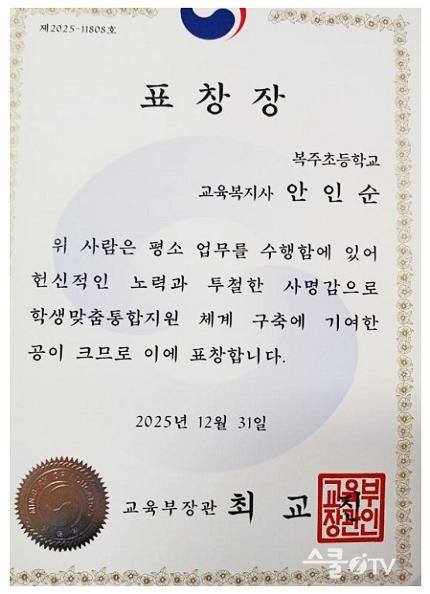 제2025-11808호
표 창 장
복주초등학교
교육복지사 안 인 순
위 사람은 평소 업무를 수행함에 있어
헌신적인 노력과 투철한 사명감으로
학생맞춤통합지원 체계 구축에 기여한
공이 크므로 이에 표창합니다.
2025년 12월 31일
교육부장관 최 교 진
교육부
장관인
스쿨iTV